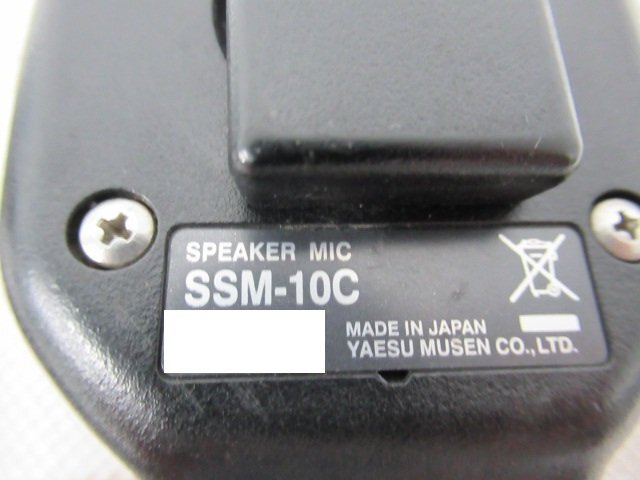 SPEAKER MIC
SSM-10C
MADE IN JAPAN
YAESU MUSEN CO.,LTD.